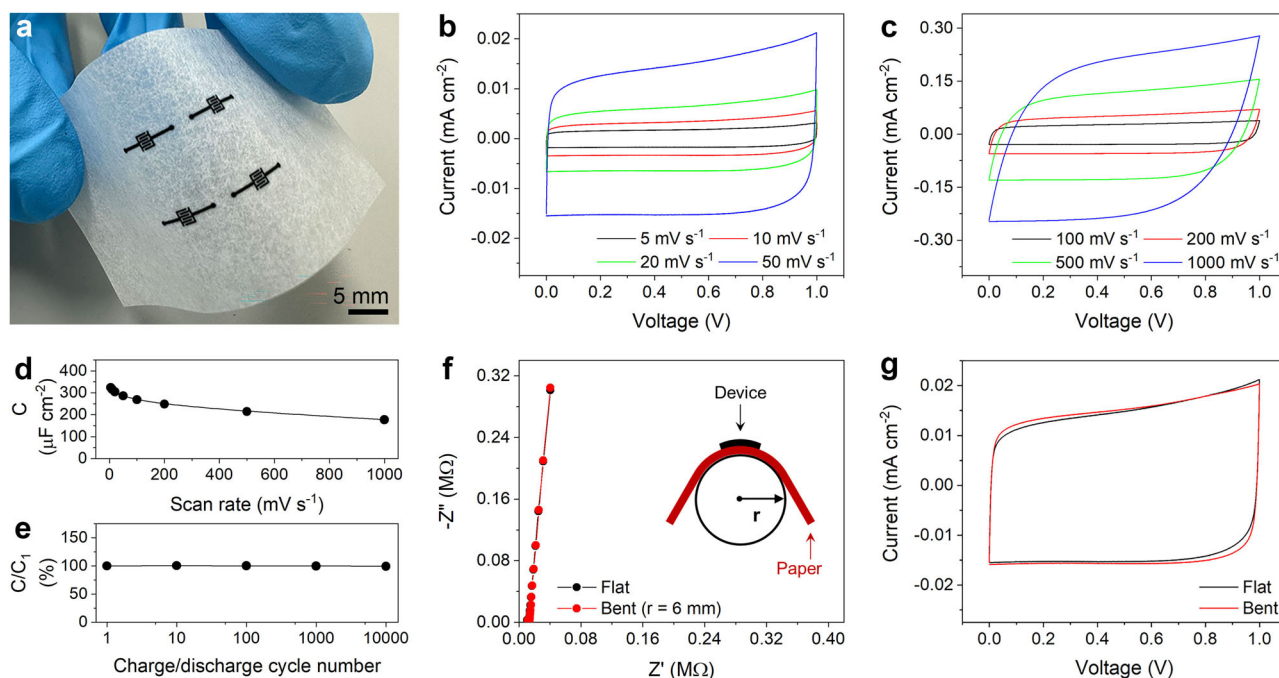 a
5 mm
b
Current (mA cm⁻²)
0.02
0.01
0.00
-0.01
-0.02
5 mV s⁻¹ 10 mV s⁻¹
20 mV s⁻¹ 50 mV s⁻¹
0.0 0.2 0.4 0.6 0.8 1.0
Voltage (V)
c
Current (mA cm⁻²)
0.30
0.15
0.00
-0.15
-0.30
100 mV s⁻¹ 200 mV s⁻¹
500 mV s⁻¹ 1000 mV s⁻¹
0.0 0.2 0.4 0.6 0.8 1.0
Voltage (V)
d
C
(μF cm⁻²)
400
300
200
100
0
0 200 400 600 800 1000
Scan rate (mV s⁻¹)
e
C/C₁
(%)
150
100
50
0
1 10 100 1000 10000
Charge/discharge cycle number
f
-Z" (MΩ)
0.32
0.24
0.16
0.08
0.00
Device
r
Paper
Flat
Bent (r = 6 mm)
0.00 0.08 0.16 0.24 0.32 0.40
Z' (MΩ)
g
Current (mA cm⁻²)
0.02
0.01
0.00
-0.01
-0.02
Flat
Bent
0.0 0.2 0.4 0.6 0.8 1.0
Voltage (V)